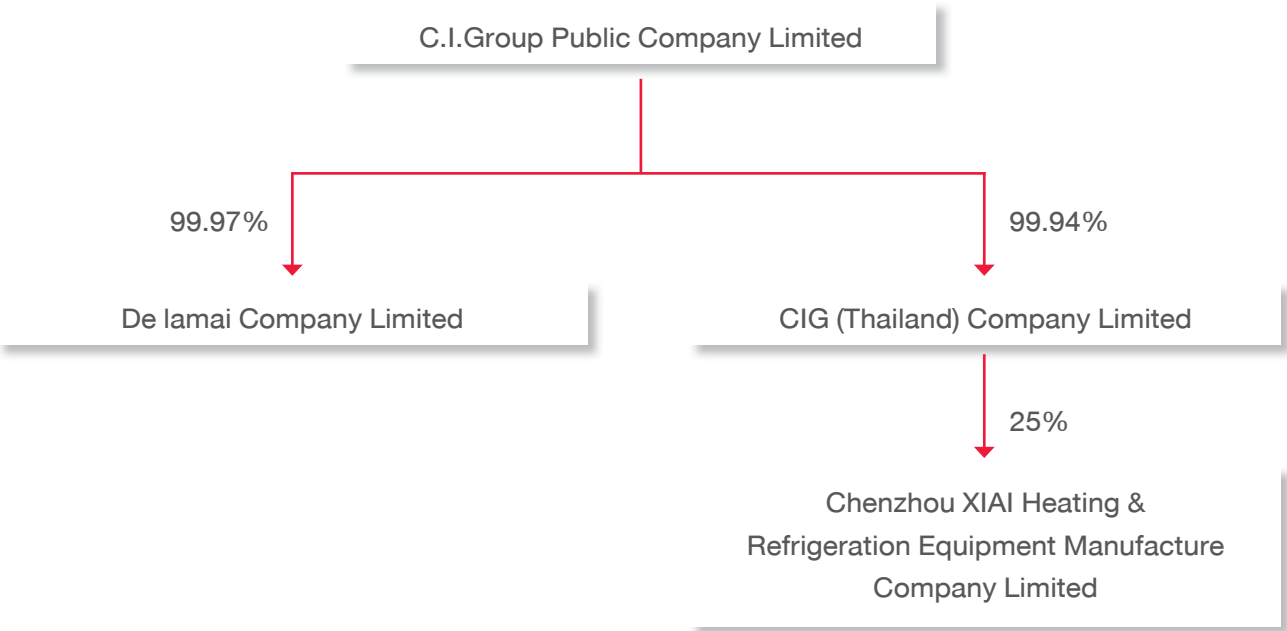 C.I.Group Public Company Limited
99.97%
99.94%
De lamai Company Limited
CIG (Thailand) Company Limited
25%
Chenzhou XIAI Heating &
Refrigeration Equipment Manufacture
Company Limited